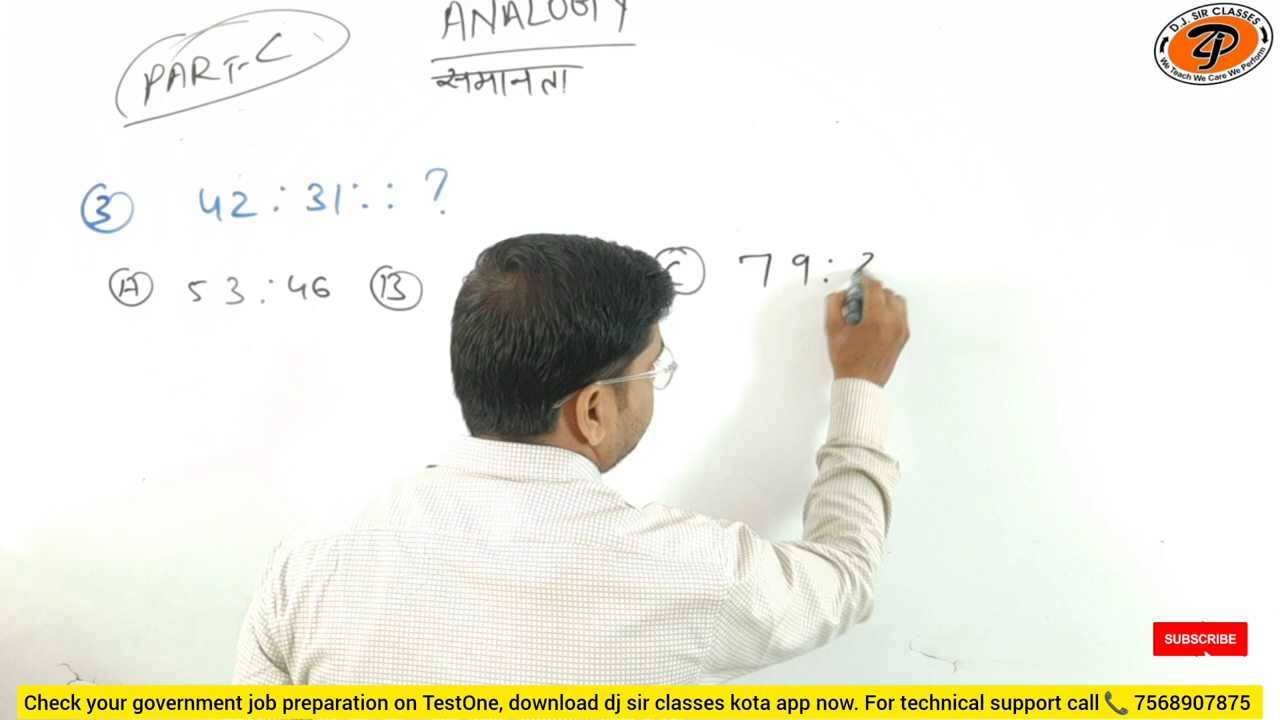 PART-C
ANALOGY
समानता
D.J. SIR CLASSES
We Teach We Care We Perform
3 42 : 31 : : ?
A 53 : 46 B C 79 :
SUBSCRIBE
Check your government job preparation on TestOne, download dj sir classes kota app now. For technical support call 📞 7568907875